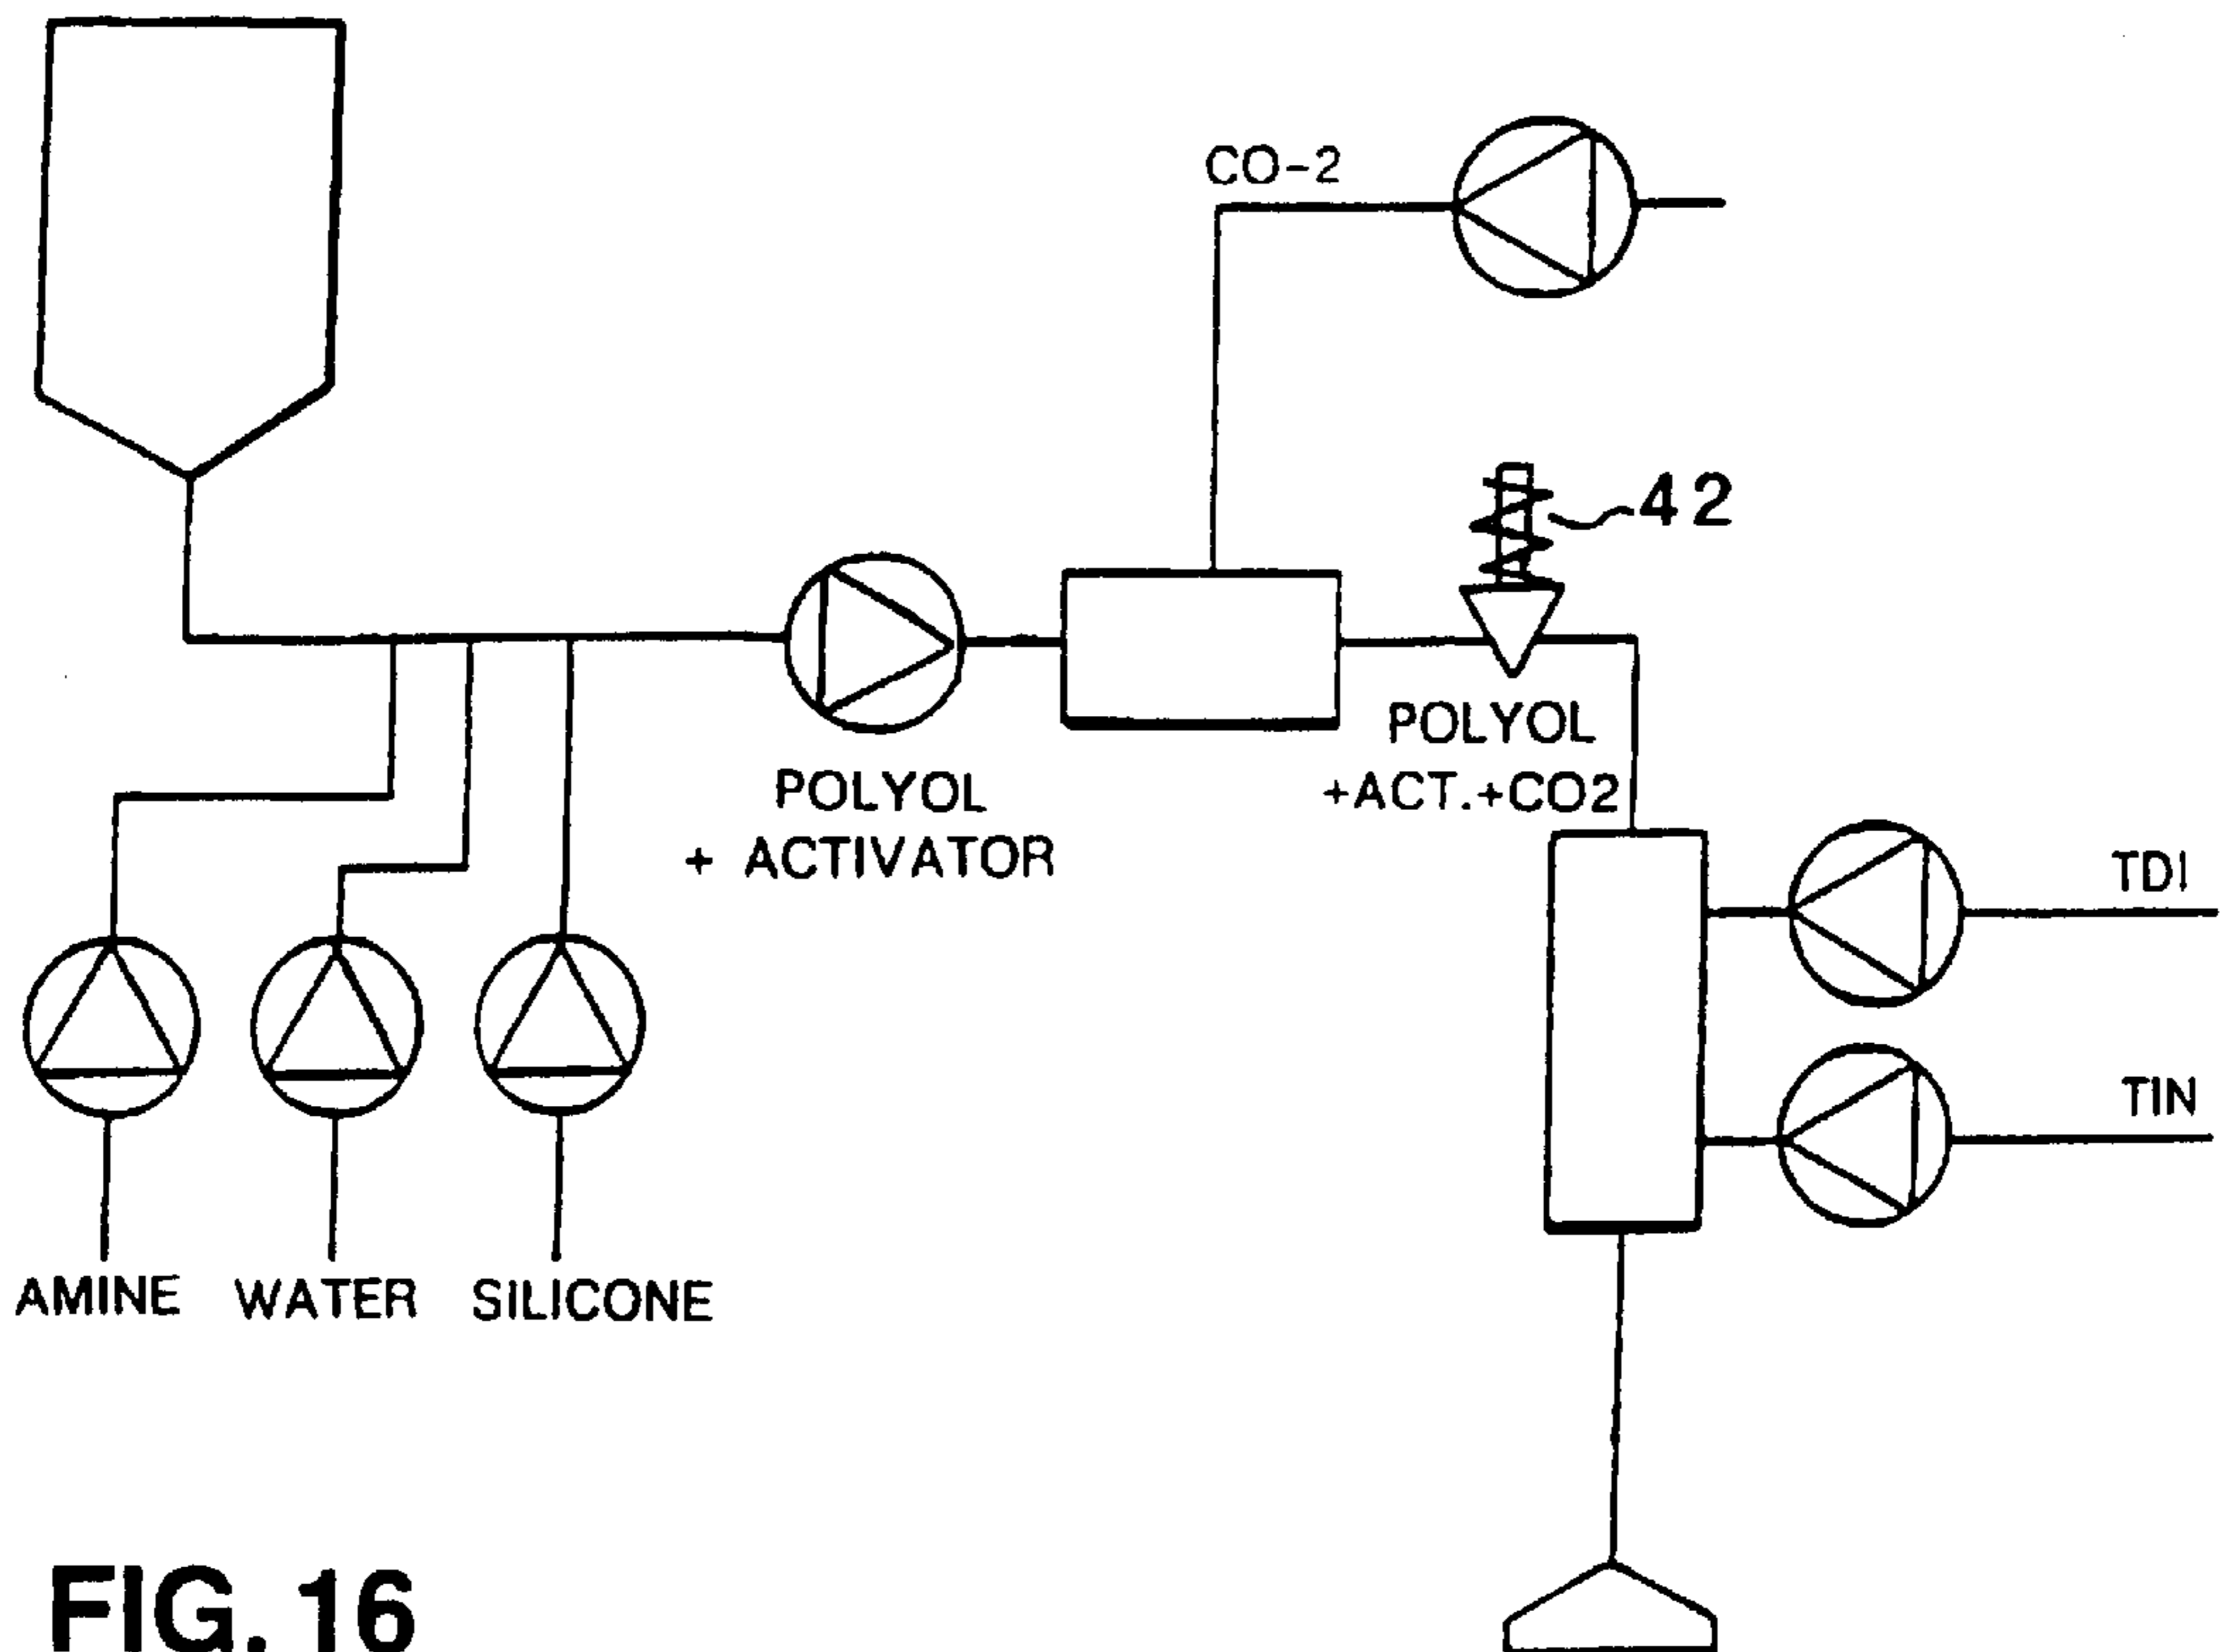 CO-2
42
POLYOL
+ACT.+CO2
POLYOL
+ ACTIVATOR
TDI
TIN
AMINE
WATER
SILICONE
FIG. 16